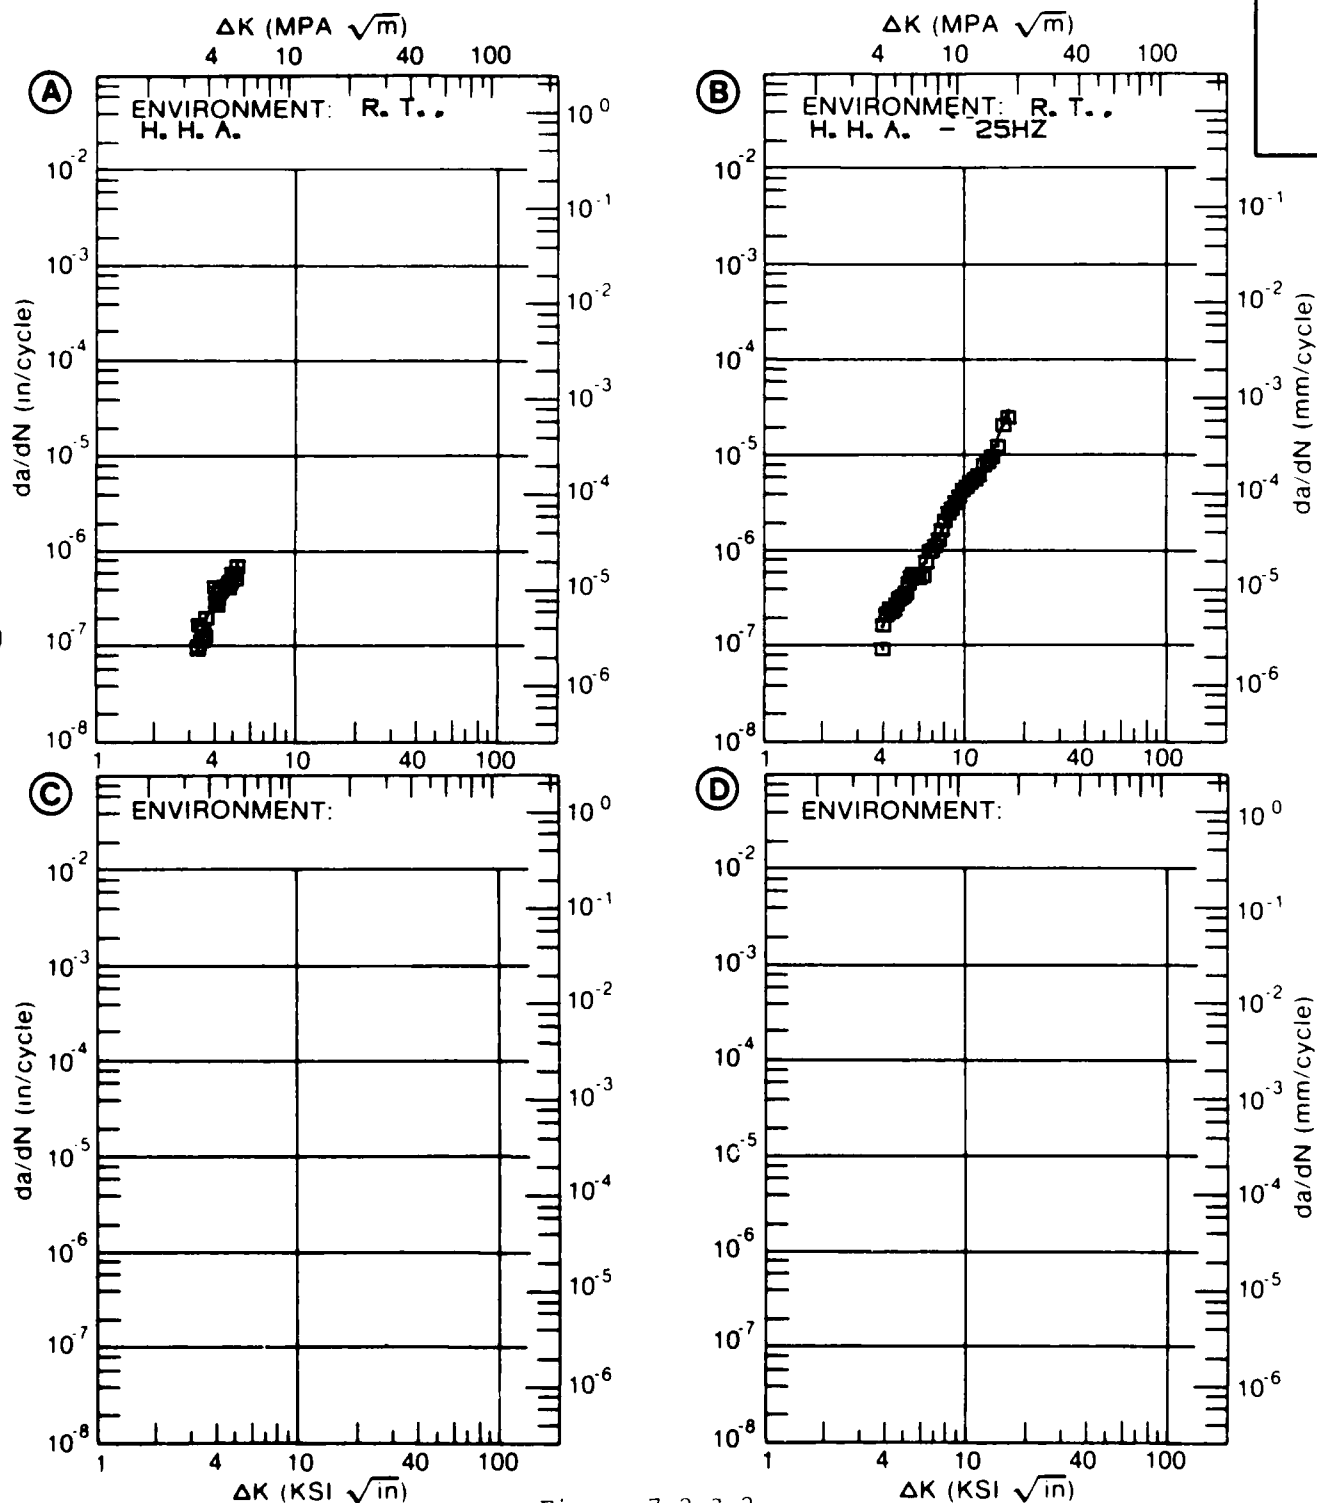 ΔK (MPA √m)
4 10 40 100
A
ENVIRONMENT: R. T. ,
H. H. A.
da/dN (in/cycle)
10^-2
10^-3
10^-4
10^-5
10^-6
10^-7
10^-8
10^0
10^-1
10^-2
10^-3
10^-4
10^-5
10^-6
1 4 10 40 100
ΔK (MPA √m)
4 10 40 100
B
ENVIRONMENT: R. T. ,
H. H. A. - 25HZ
10^-2
10^-3
10^-4
10^-5
10^-6
10^-7
10^-8
10^-1
10^-2
10^-3
10^-4
10^-5
10^-6
da/dN (mm/cycle)
1 4 10 40 100
C
ENVIRONMENT:
da/dN (in/cycle)
10^-2
10^-3
10^-4
10^-5
10^-6
10^-7
10^-8
10^0
10^-1
10^-2
10^-3
10^-4
10^-5
10^-6
1 4 10 40 100
ΔK (KSI √in)
D
ENVIRONMENT:
10^-2
10^-3
10^-4
10^-5
10^-6
10^-7
10^-8
10^0
10^-1
10^-2
10^-3
10^-4
10^-5
10^-6
da/dN (mm/cycle)
1 4 10 40 100
ΔK (KSI √in)